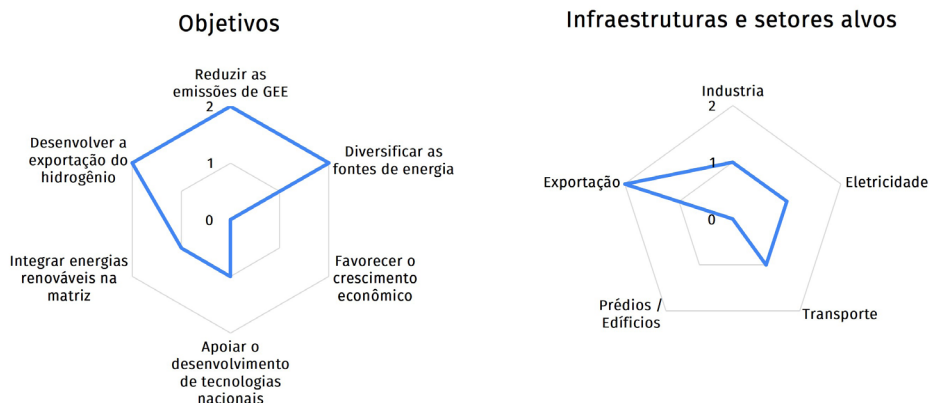 Objetivos
Reduzir as
emissões de GEE
2
1
0
Diversificar as
fontes de energia
Favorecer o
crescimento
econômico
Apoiar o
desenvolvimento
de tecnologias
nacionais
Integrar energias
renováveis na
matriz
Desenvolver a
exportação do
hidrogênio
Infraestruturas e setores alvos
Industria
2
1
0
Eletricidade
Transporte
Prédios /
Edíficios
Exportação